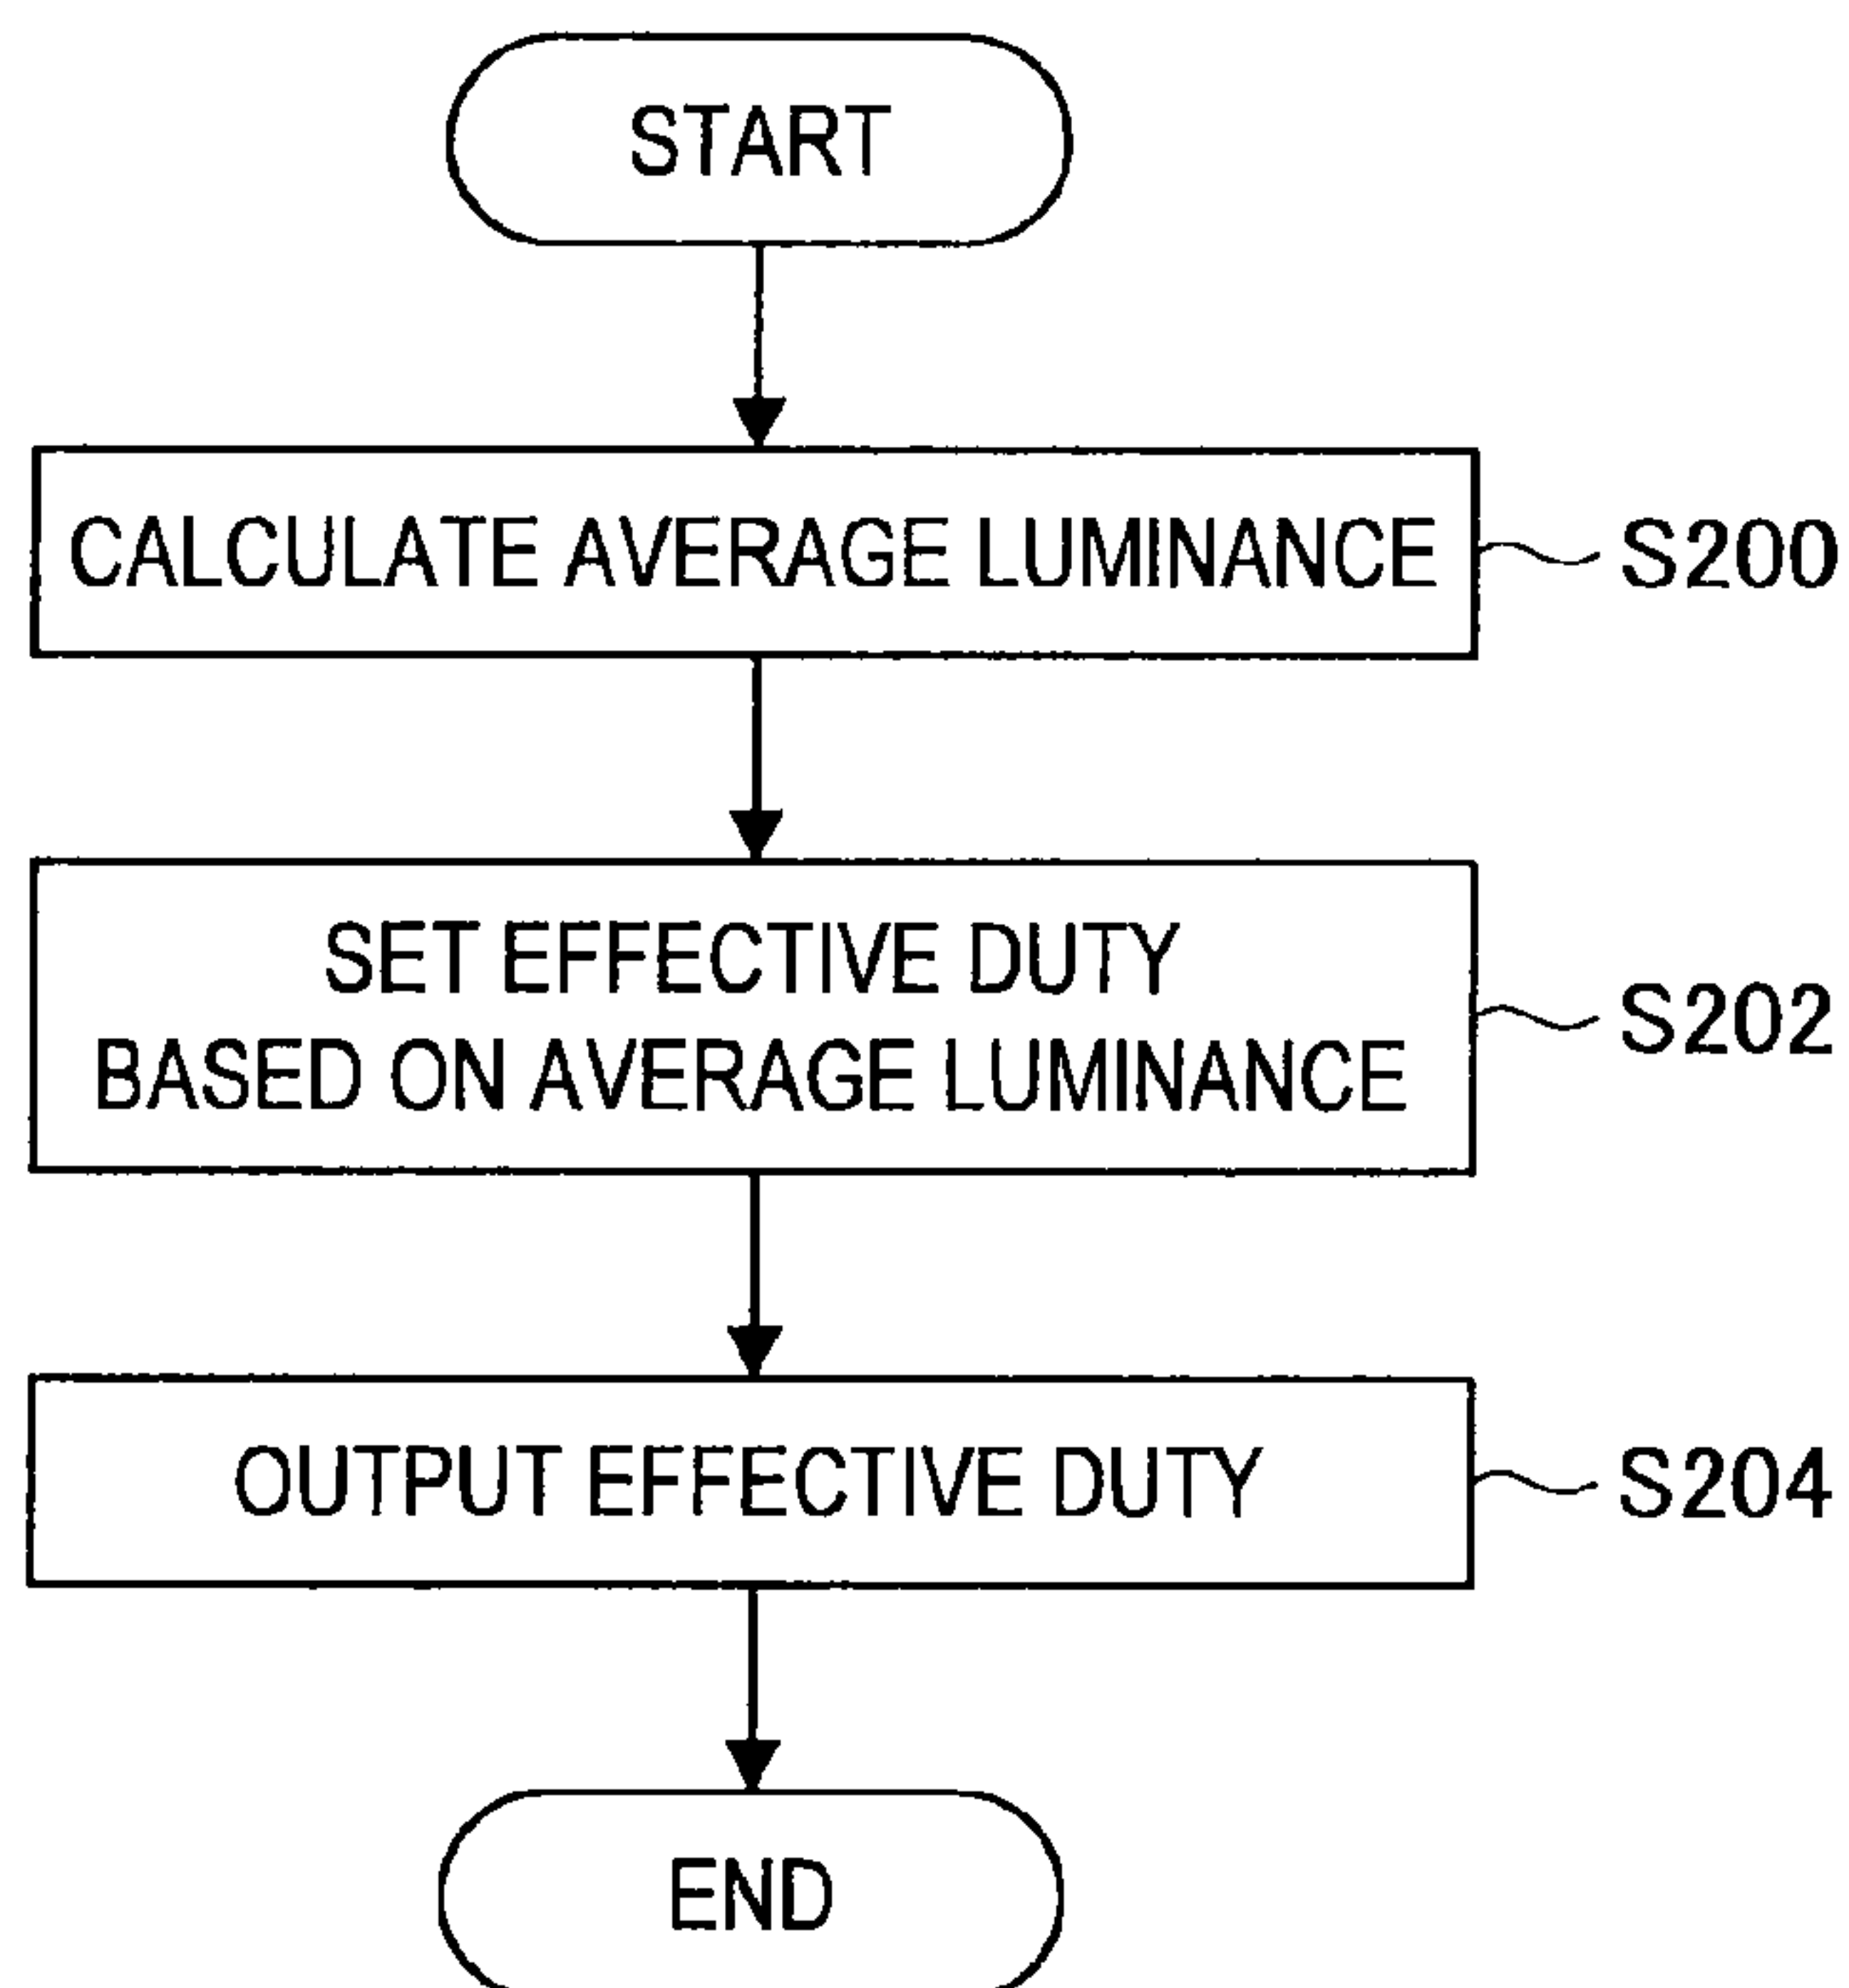 START
CALCULATE AVERAGE LUMINANCE
S200
SET EFFECTIVE DUTY
BASED ON AVERAGE LUMINANCE
S202
OUTPUT EFFECTIVE DUTY
S204
END